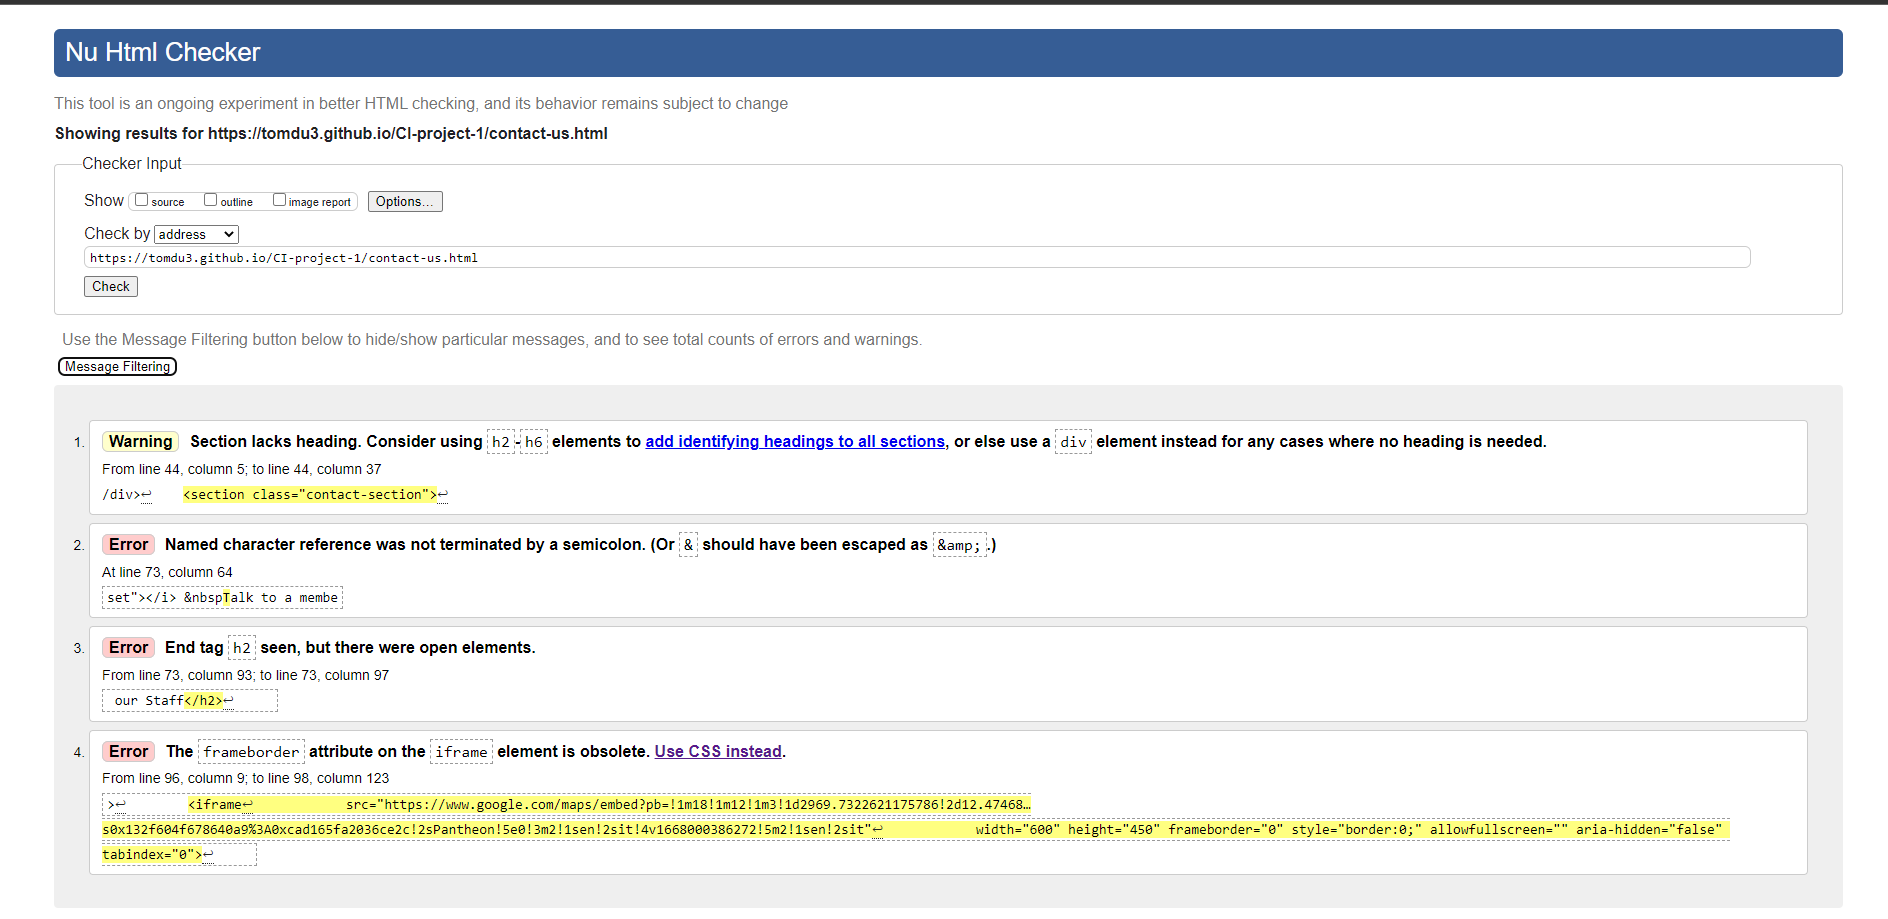 Nu Html Checker
This tool is an ongoing experiment in better HTML checking, and its behavior remains subject to change
Showing results for https://tomdu3.github.io/CI-project-1/contact-us.html
Checker Input
Show source outline image report Options...
Check by address
https://tomdu3.github.io/CI-project-1/contact-us.html
Check
Use the Message Filtering button below to hide/show particular messages, and to see total counts of errors and warnings.
Message Filtering
1. Warning Section lacks heading. Consider using h2-h6 elements to add identifying headings to all sections, or else use a div element instead for any cases where no heading is needed.
From line 44, column 5; to line 44, column 37
/div>↩ <section class="contact-section">↩
2. Error Named character reference was not terminated by a semicolon. (Or & should have been escaped as &amp;.)
At line 73, column 64
set"></i> &nbspTalk to a membe
3. Error End tag h2 seen, but there were open elements.
From line 73, column 93; to line 73, column 97
our Staff</h2>↩
4. Error The frameborder attribute on the iframe element is obsolete. Use CSS instead.
From line 96, column 9; to line 98, column 123
>↩ <iframe↩ src="https://www.google.com/maps/embed?pb=!1m18!1m12!1m3!1d2969.7322621175786!2d12.47468…
s0x132f604f678640a9%3A0xcad165fa2036ce2c!2sPantheon!5e0!3m2!1sen!2sit!4v1668000386272!5m2!1sen!2sit"↩ width="600" height="450" frameborder="0" style="border:0;" allowfullscreen="" aria-hidden="false"
tabindex="0">↩